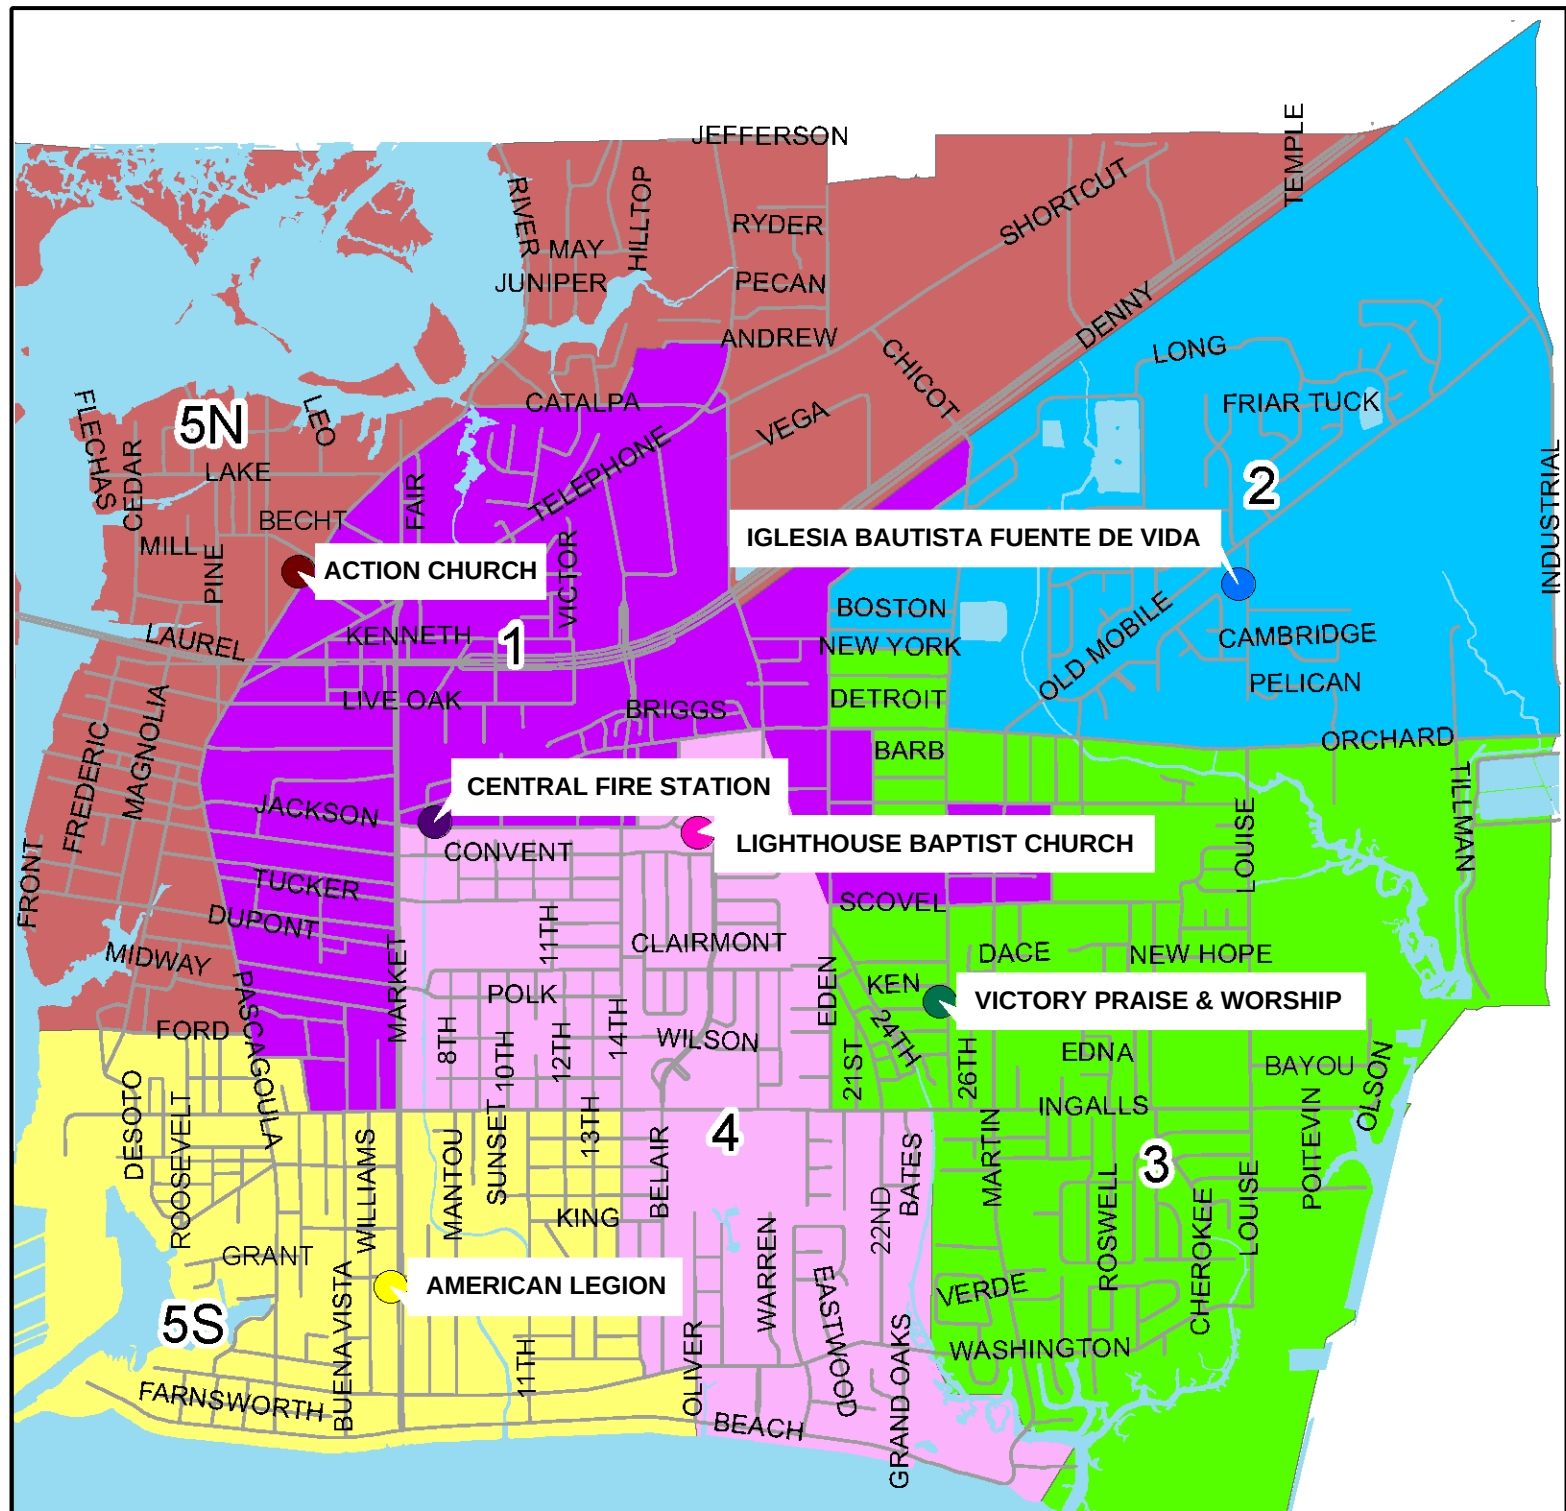 JEFFERSON
TEMPLE
SHORTCUT
RIVER
HILLTOP
RYDER
MAY
JUNIPER
PECAN
DENNY
ANDREW
LONG
CHICOT
CATALPA
FRIAR TUCK
FLECHAS
5N
LEO
VEGA
CEDAR
LAKE
TELEPHONE
FAIR
2
INDUSTRIAL
BECHT
IGLESIA BAUTISTA FUENTE DE VIDA
MILL
PINE
ACTION CHURCH
VICTOR
BOSTON
LAUREL
KENNETH
1
NEW YORK
OLD MOBILE
CAMBRIDGE
PELICAN
LIVE OAK
BRIGGS
DETROIT
MAGNOLIA
FREDERIC
BARB
ORCHARD
CENTRAL FIRE STATION
TILLMAN
JACKSON
CONVENT
LIGHTHOUSE BAPTIST CHURCH
LOUISE
FRONT
TUCKER
SCOVEL
DUPONT
11TH
CLAIRMONT
DACE
NEW HOPE
MIDWAY
MARKET
EDEN
KEN
PASCAGOULA
POLK
VICTORY PRAISE & WORSHIP
FORD
8TH
10TH
12TH
14TH
WILSON
24TH
21ST
26TH
EDNA
BAYOU
OLSON
DESOTO
ROOSEVELT
INGALLS
POITEVIN
WILLIAMS
MANTOU
SUNSET
13TH
BELAIR
4
BATES
MARTIN
3
22ND
ROSWELL
CHEROKEE
LOUISE
KING
GRANT
WARREN
AMERICAN LEGION
EASTWOOD
VERDE
5S
BUENA VISTA
11TH
OLIVER
GRAND OAKS
WASHINGTON
FARNSWORTH
BEACH